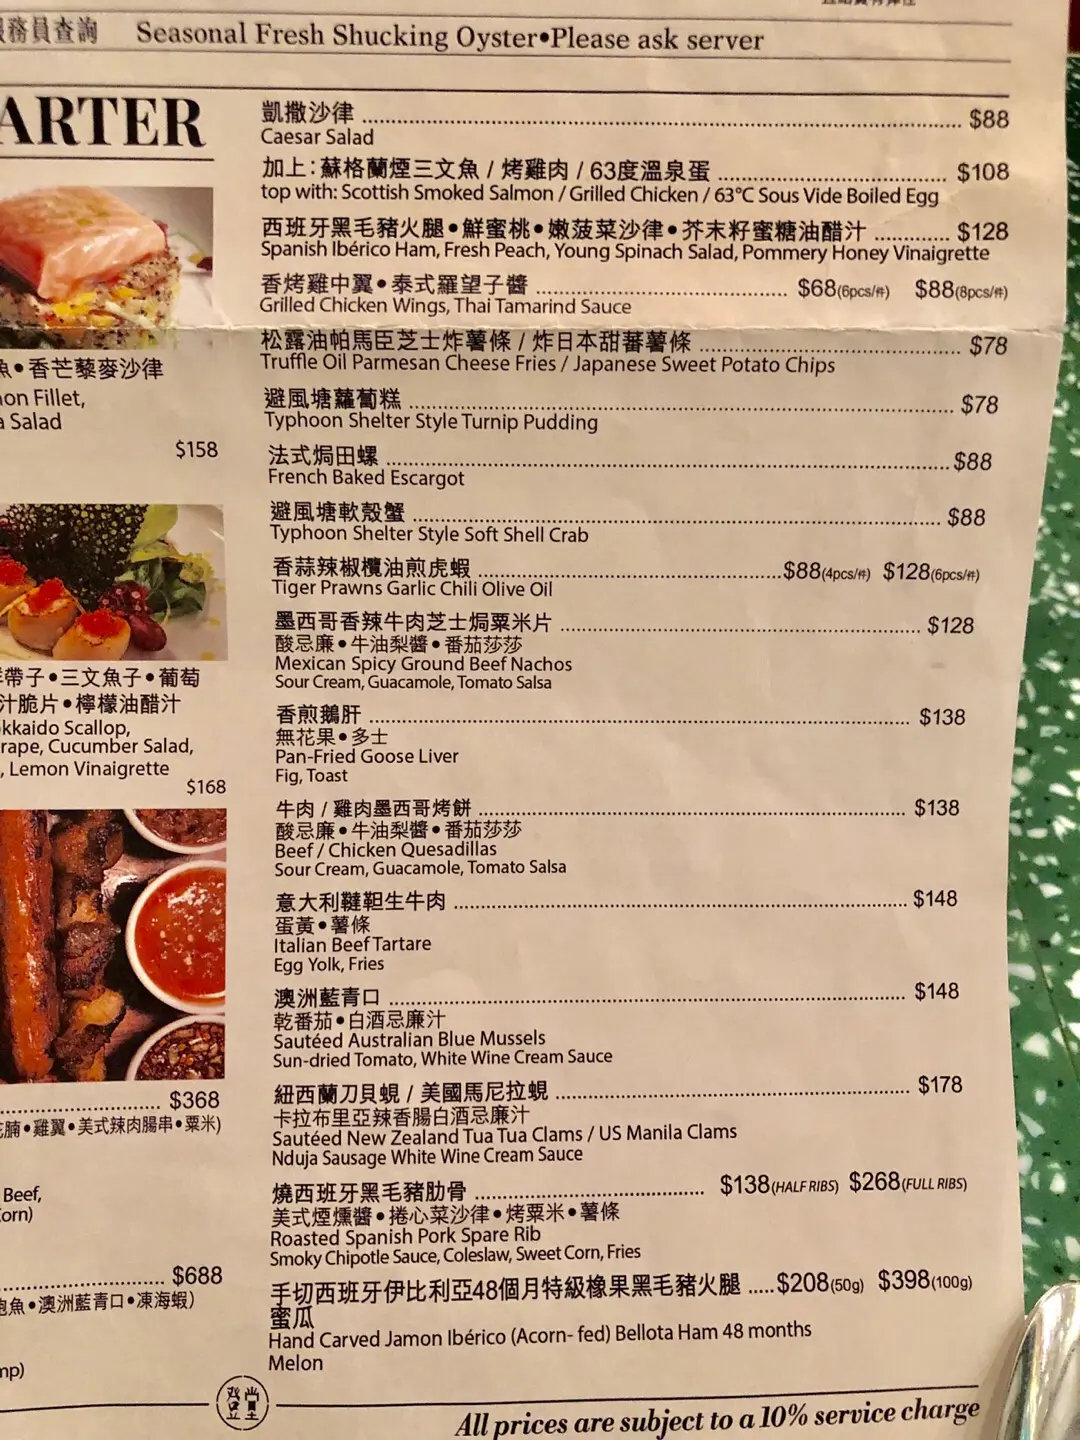 務員查詢 Seasonal Fresh Shucking Oyster•Please ask server
ARTER
凱撒沙律 $88
Caesar Salad
加上：蘇格蘭煙三文魚 / 烤雞肉 / 63度溫泉蛋 $108
top with: Scottish Smoked Salmon / Grilled Chicken / 63°C Sous Vide Boiled Egg
西班牙黑毛豬火腿•鮮蜜桃•嫩菠菜沙律•芥末籽蜜糖油醋汁 $128
Spanish Ibérico Ham, Fresh Peach, Young Spinach Salad, Pommery Honey Vinaigrette
香烤雞中翼•泰式羅望子醬 $68(6pcs/件) $88(8pcs/件)
Grilled Chicken Wings, Thai Tamarind Sauce
松露油帕馬臣芝士炸薯條 / 炸日本甜蕃薯條 $78
Truffle Oil Parmesan Cheese Fries / Japanese Sweet Potato Chips
避風塘蘿蔔糕 $78
Typhoon Shelter Style Turnip Pudding
法式焗田螺 $88
French Baked Escargot
避風塘軟殼蟹 $88
Typhoon Shelter Style Soft Shell Crab
香蒜辣椒欖油煎虎蝦 $88(4pcs/件) $128(6pcs/件)
Tiger Prawns Garlic Chili Olive Oil
墨西哥香辣牛肉芝士焗粟米片 $128
酸忌廉•牛油梨醬•番茄莎莎
Mexican Spicy Ground Beef Nachos
Sour Cream, Guacamole, Tomato Salsa
香煎鵝肝 $138
無花果•多士
Pan-Fried Goose Liver
Fig, Toast
牛肉 / 雞肉墨西哥烤餅 $138
酸忌廉•牛油梨醬•番茄莎莎
Beef / Chicken Quesadillas
Sour Cream, Guacamole, Tomato Salsa
意大利韃靼生牛肉 $148
蛋黃•薯條
Italian Beef Tartare
Egg Yolk, Fries
澳洲藍青口 $148
乾番茄•白酒忌廉汁
Sautéed Australian Blue Mussels
Sun-dried Tomato, White Wine Cream Sauce
紐西蘭刀貝蜆 / 美國馬尼拉蜆 $178
卡拉布里亞辣香腸白酒忌廉汁
Sautéed New Zealand Tua Tua Clams / US Manila Clams
Nduja Sausage White Wine Cream Sauce
燒西班牙黑毛豬肋骨 $138(HALF RIBS) $268(FULL RIBS)
美式煙燻醬•捲心菜沙律•烤粟米•薯條
Roasted Spanish Pork Spare Rib
Smoky Chipotle Sauce, Coleslaw, Sweet Corn, Fries
手切西班牙伊比利亞48個月特級橡果黑毛豬火腿 $208(50g) $398(100g)
蜜瓜
Hand Carved Jamon Ibérico (Acorn- fed) Bellota Ham 48 months
Melon
魚•香芒藜麥沙律
on Fillet,
a Salad
$158
帶子•三文魚子•葡萄
汁脆片•檸檬油醋汁
kkaido Scallop,
rape, Cucumber Salad,
, Lemon Vinaigrette
$168
$368
腩•雞翼•美式辣肉腸串•粟米)
Beef,
orn)
$688
鮑魚•澳洲藍青口•凍海蝦)
mp)
All prices are subject to a 10% service charge